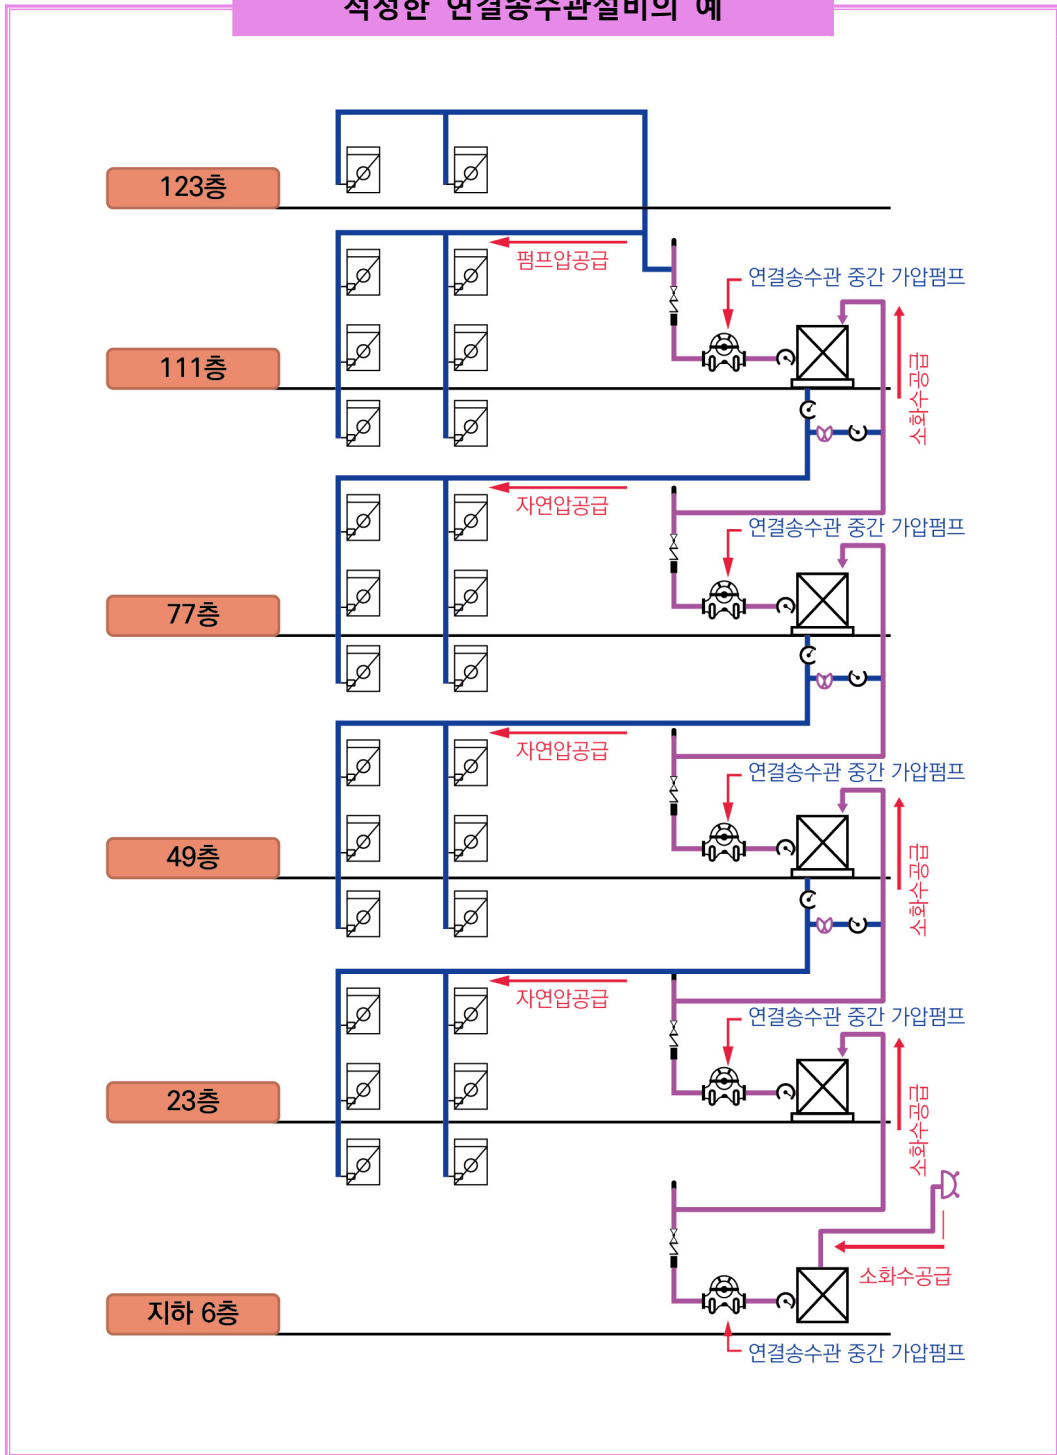 적정한 연결송수관설비의 예
123층
펌프압공급
연결송수관 중간 가압펌프
111층
소화수공급
자연압공급
연결송수관 중간 가압펌프
77층
자연압공급
연결송수관 중간 가압펌프
49층
소화수공급
자연압공급
연결송수관 중간 가압펌프
23층
소화수공급
소화수공급
지하 6층
연결송수관 중간 가압펌프